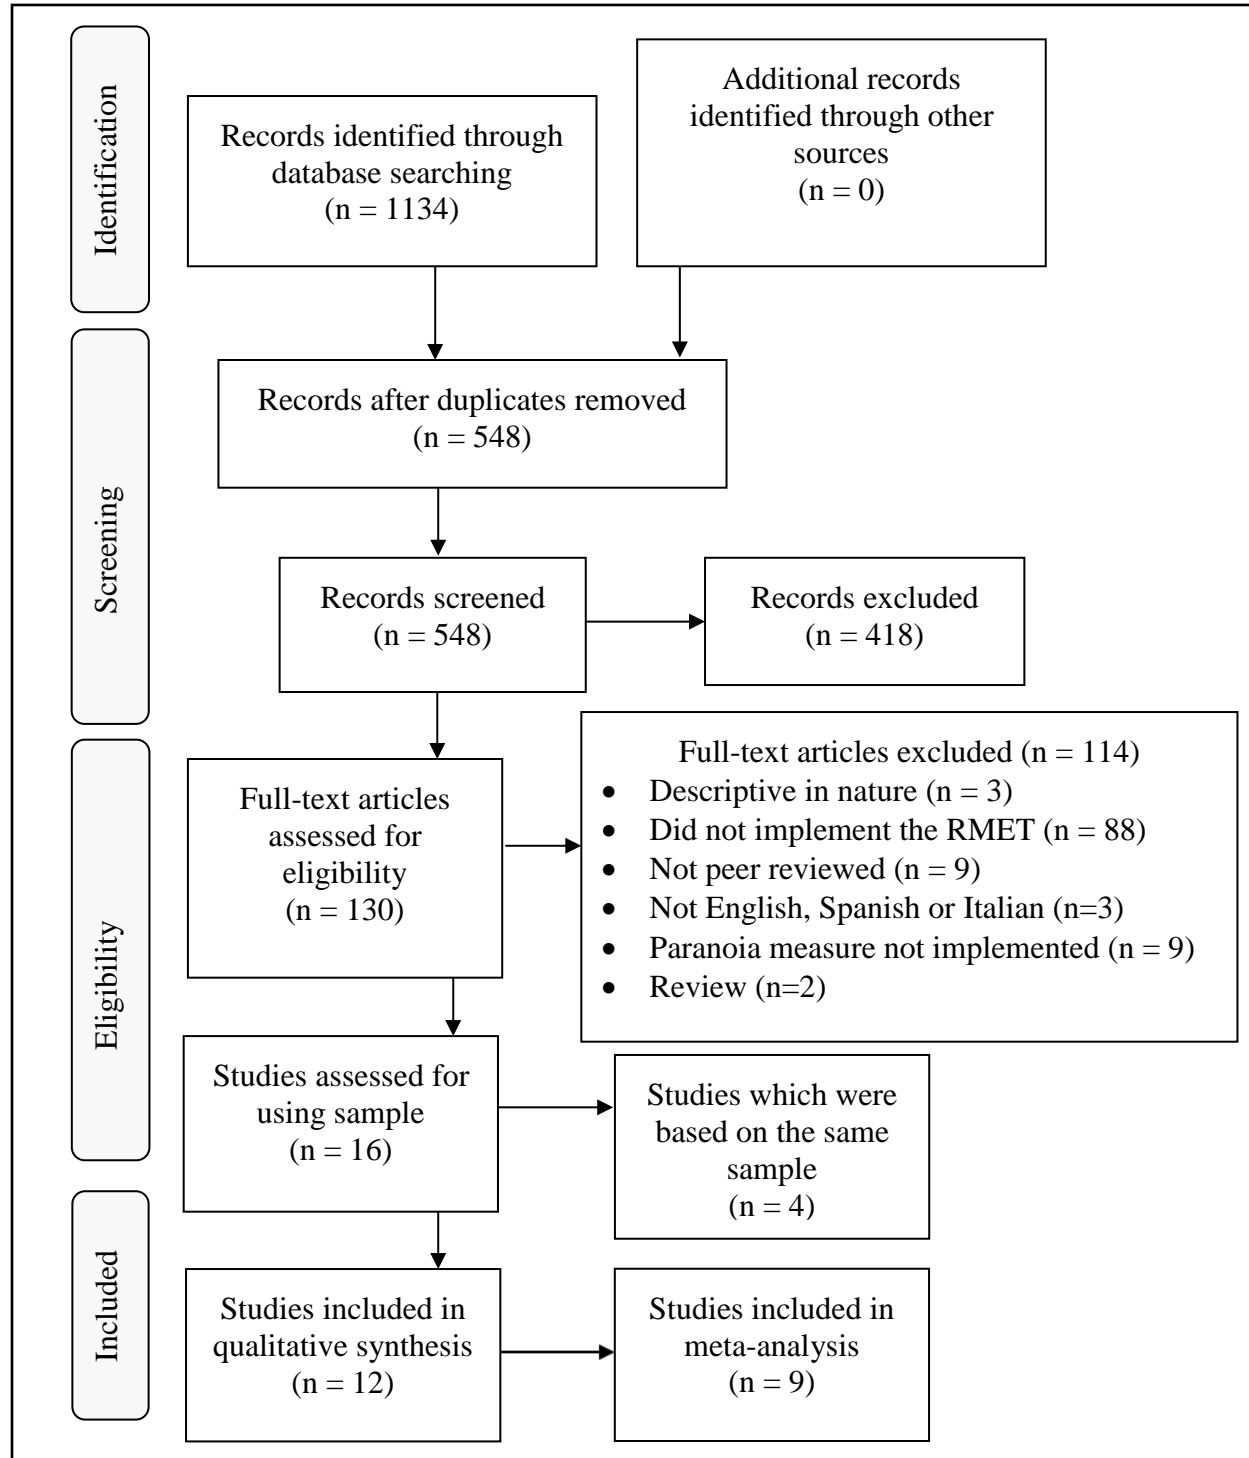 Identification
Records identified through
database searching
(n = 1134)
Additional records
identified through other
sources
(n = 0)
Screening
Records after duplicates removed
(n = 548)
Records screened
(n = 548)
Records excluded
(n = 418)
Eligibility
Full-text articles
assessed for
eligibility
(n = 130)
Full-text articles excluded (n = 114)
• Descriptive in nature (n = 3)
• Did not implement the RMET (n = 88)
• Not peer reviewed (n = 9)
• Not English, Spanish or Italian (n=3)
• Paranoia measure not implemented (n = 9)
• Review (n=2)
Studies assessed for
using sample
(n = 16)
Studies which were
based on the same
sample
(n = 4)
Included
Studies included in
qualitative synthesis
(n = 12)
Studies included in
meta-analysis
(n = 9)